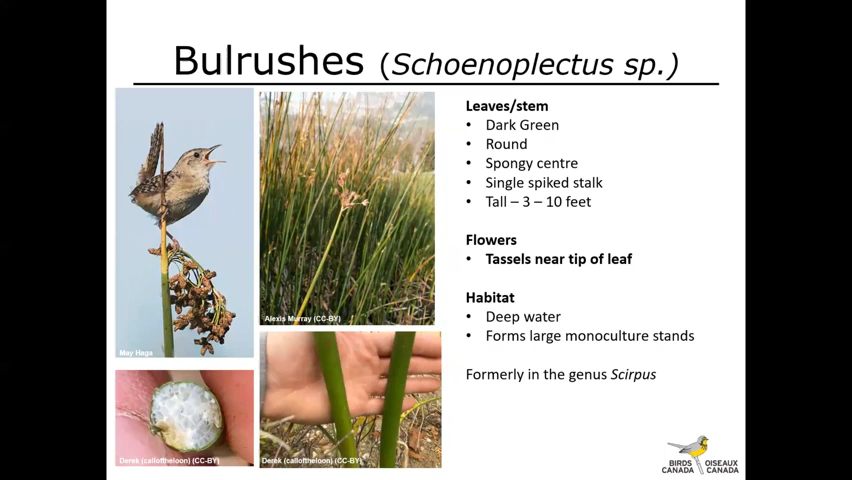 Bulrushes (Schoenoplectus sp.)
Leaves/stem
• Dark Green
• Round
• Spongy centre
• Single spiked stalk
• Tall – 3 – 10 feet
Flowers
• Tassels near tip of leaf
Habitat
• Deep water
• Forms large monoculture stands
Formerly in the genus Scirpus
May Haga
Alexis Murray (CC-BY)
Derek (calloftheloon) (CC-BY)
Derek (calloftheloon) (CC-BY)
BIRDS CANADA
OISEAUX CANADA